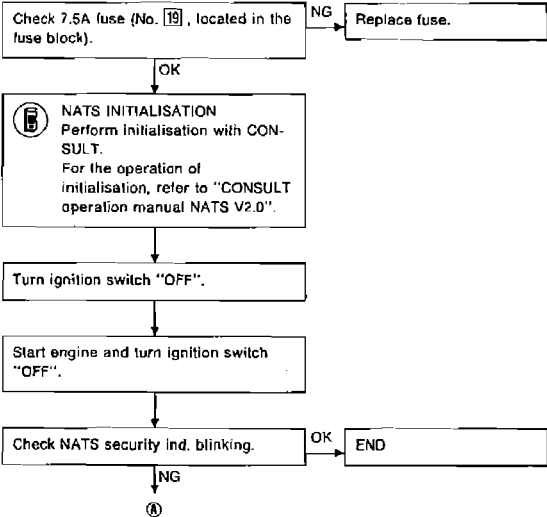 Check 7.5A fuse (No. 19, located in the
fuse block).
NG
Replace fuse.
OK
NATS INITIALISATION
Perform initialisation with CON-
SULT.
For the operation of
initialisation, refer to "CONSULT
operation manual NATS V2.0".
Turn ignition switch "OFF".
Start engine and turn ignition switch
"OFF".
Check NATS security ind. blinking.
OK
END
NG
Ⓐ